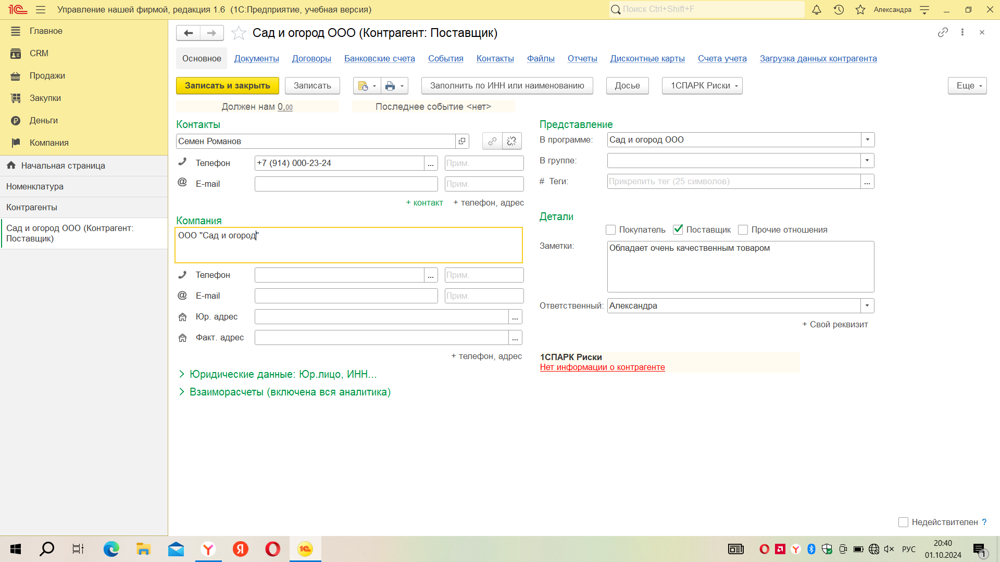 Управление нашей фирмой, редакция 1.6 (1С:Предприятие, учебная версия)
Поиск Ctrl+Shift+F
Александра
Главное
CRM
Продажи
Закупки
Деньги
Компания
Начальная страница
Номенклатура
Контрагенты
Сад и огород ООО (Контрагент:
Поставщик)
Сад и огород ООО (Контрагент: Поставщик)
Основное Документы Договоры Банковские счета События Контакты Файлы Отчеты Дисконтные карты Счета учета Загрузка данных контрагента
Записать и закрыть Записать Заполнить по ИНН или наименованию Досье 1СПАРК Риски Еще
Должен нам 0,00 Последнее событие <нет>
Контакты
Семен Романов
Телефон +7 (914) 000-23-24 ... Прим.
E-mail Прим.
+ контакт + телефон, адрес
Компания
ООО "Сад и огород"
Телефон ... Прим.
E-mail Прим.
Юр. адрес ...
Факт. адрес ...
+ телефон, адрес
Юридические данные: Юр.лицо, ИНН...
Взаиморасчеты (включена вся аналитика)
Представление
В программе: Сад и огород ООО
В группе:
# Теги: Прикрепить тег (25 символов) ...
Детали
Покупатель Поставщик Прочие отношения
Заметки: Обладает очень качественным товаром
Ответственный: Александра
+ Свой реквизит
1СПАРК Риски
Нет информации о контрагенте
Недействителен ?
РУС
20:40
01.10.2024
1